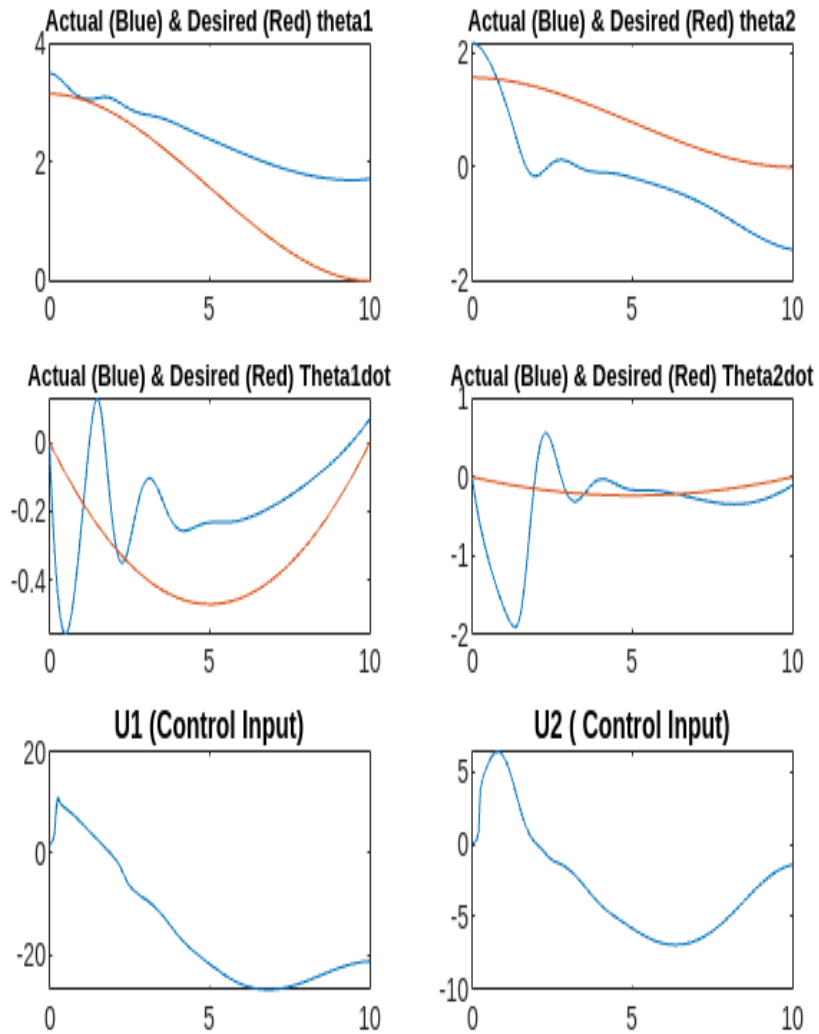 Actual (Blue) & Desired (Red) theta1
4
2
0
0 5 10
Actual (Blue) & Desired (Red) theta2
2
0
-2
0 5 10
Actual (Blue) & Desired (Red) Theta1dot
0
-0.2
-0.4
0 5 10
Actual (Blue) & Desired (Red) Theta2dot
1
0
-1
-2
0 5 10
U1 (Control Input)
20
0
-20
0 5 10
U2 ( Control Input)
5
0
-5
-10
0 5 10